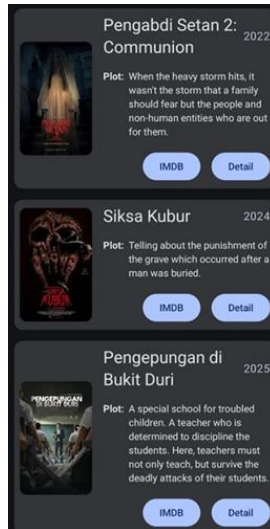 Pengabdi Setan 2:
Communion
2022
Plot: When the heavy storm hits, it
wasn't the storm that a family
should fear but the people and
non-human entities who are out
for them.
IMDB
Detail
Siksa Kubur
2024
Plot: Telling about the punishment of
the grave which occurred after a
man was buried.
IMDB
Detail
Pengepungan di
Bukit Duri
2025
PENGEPUNGAN
DI BUKIT DURI
Plot: A special school for troubled
children. A teacher who is
determined to discipline the
students. Here, teachers must
not only teach, but survive the
deadly attacks of their students.
IMDB
Detail